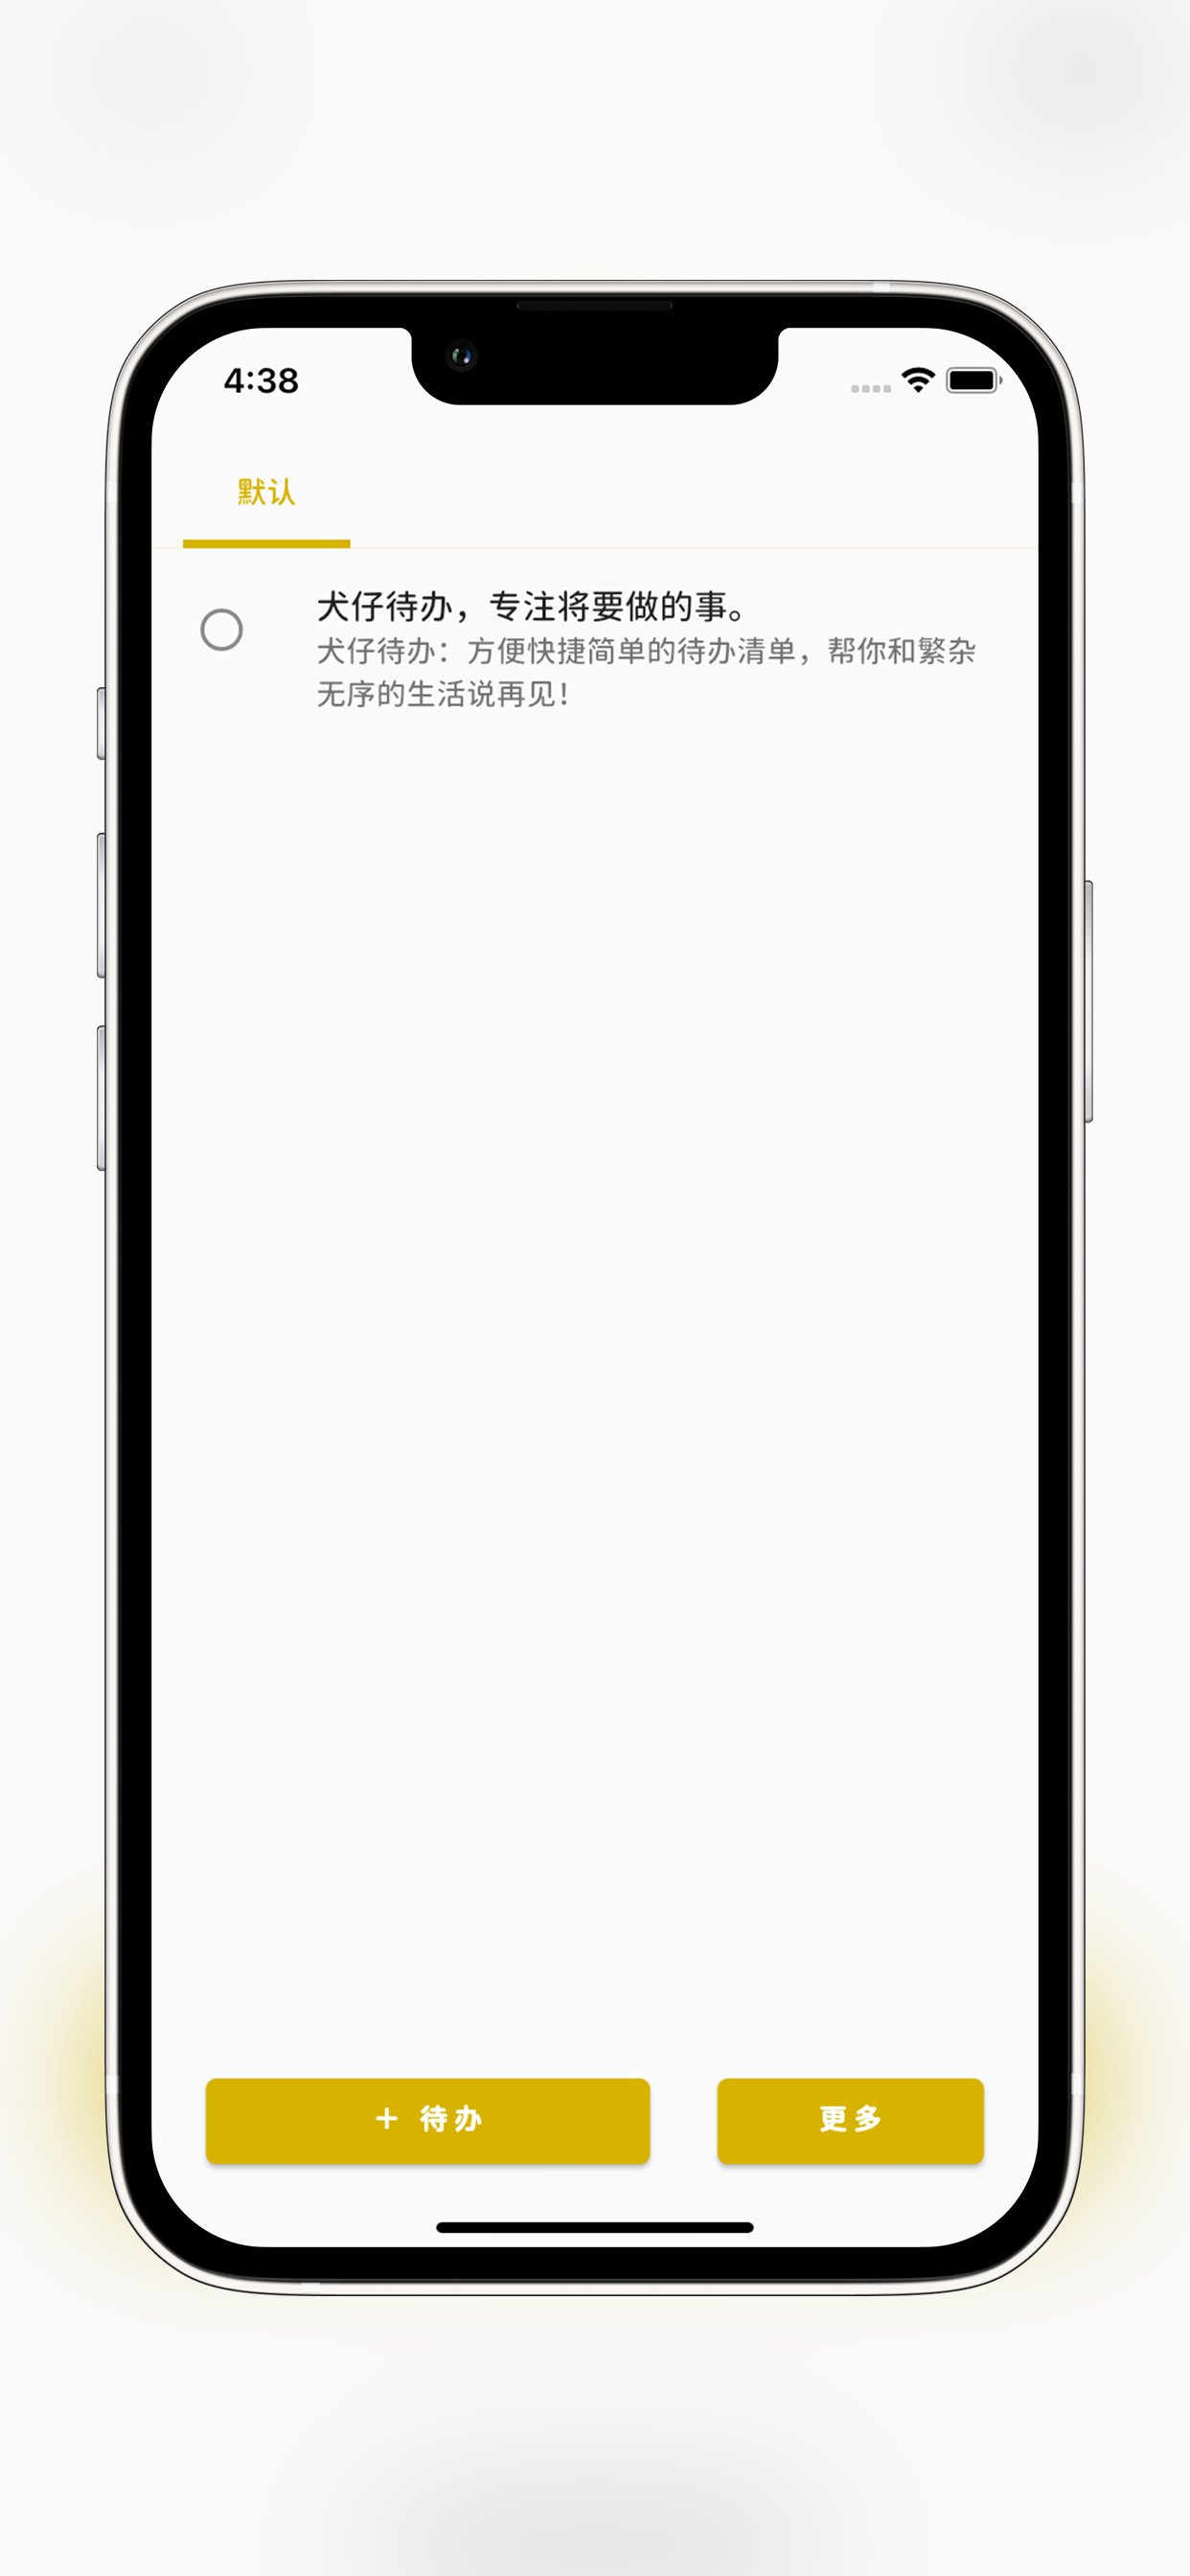 4:38
默认
犬仔待办，专注将要做的事。
犬仔待办：方便快捷简单的待办清单，帮你和繁杂
无序的生活说再见！
+ 待办
更多